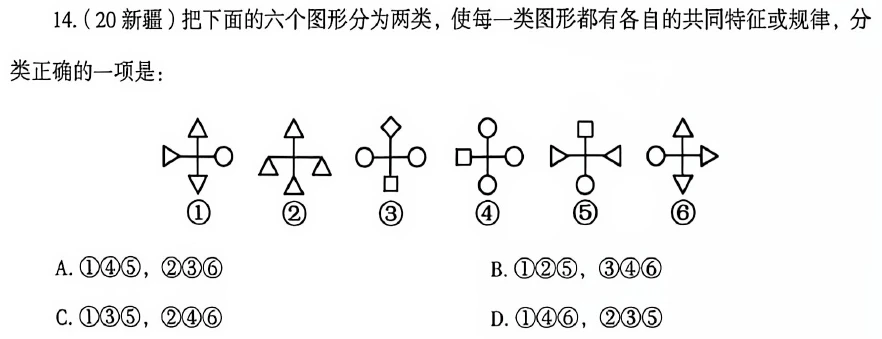 14.(20新疆)把下面的六个图形分为两类，使每一类图形都有各自的共同特征或规律，分
类正确的一项是：
① ② ③ ④ ⑤ ⑥
A. ①④⑤，②③⑥ B. ①②⑤，③④⑥
C. ①③⑤，②④⑥ D. ①④⑥，②③⑤